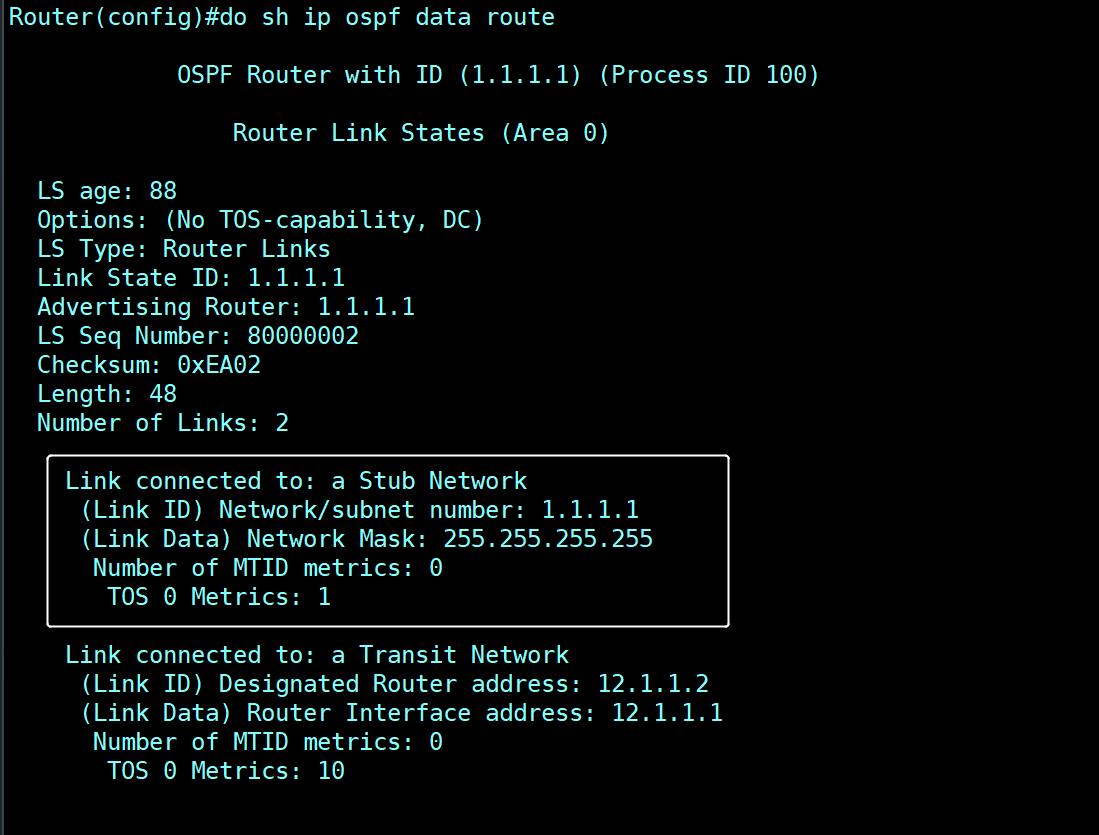 Router(config)#do sh ip ospf data route
OSPF Router with ID (1.1.1.1) (Process ID 100)
Router Link States (Area 0)
LS age: 88
Options: (No TOS-capability, DC)
LS Type: Router Links
Link State ID: 1.1.1.1
Advertising Router: 1.1.1.1
LS Seq Number: 80000002
Checksum: 0xEA02
Length: 48
Number of Links: 2
Link connected to: a Stub Network
(Link ID) Network/subnet number: 1.1.1.1
(Link Data) Network Mask: 255.255.255.255
Number of MTID metrics: 0
TOS 0 Metrics: 1
Link connected to: a Transit Network
(Link ID) Designated Router address: 12.1.1.2
(Link Data) Router Interface address: 12.1.1.1
Number of MTID metrics: 0
TOS 0 Metrics: 10